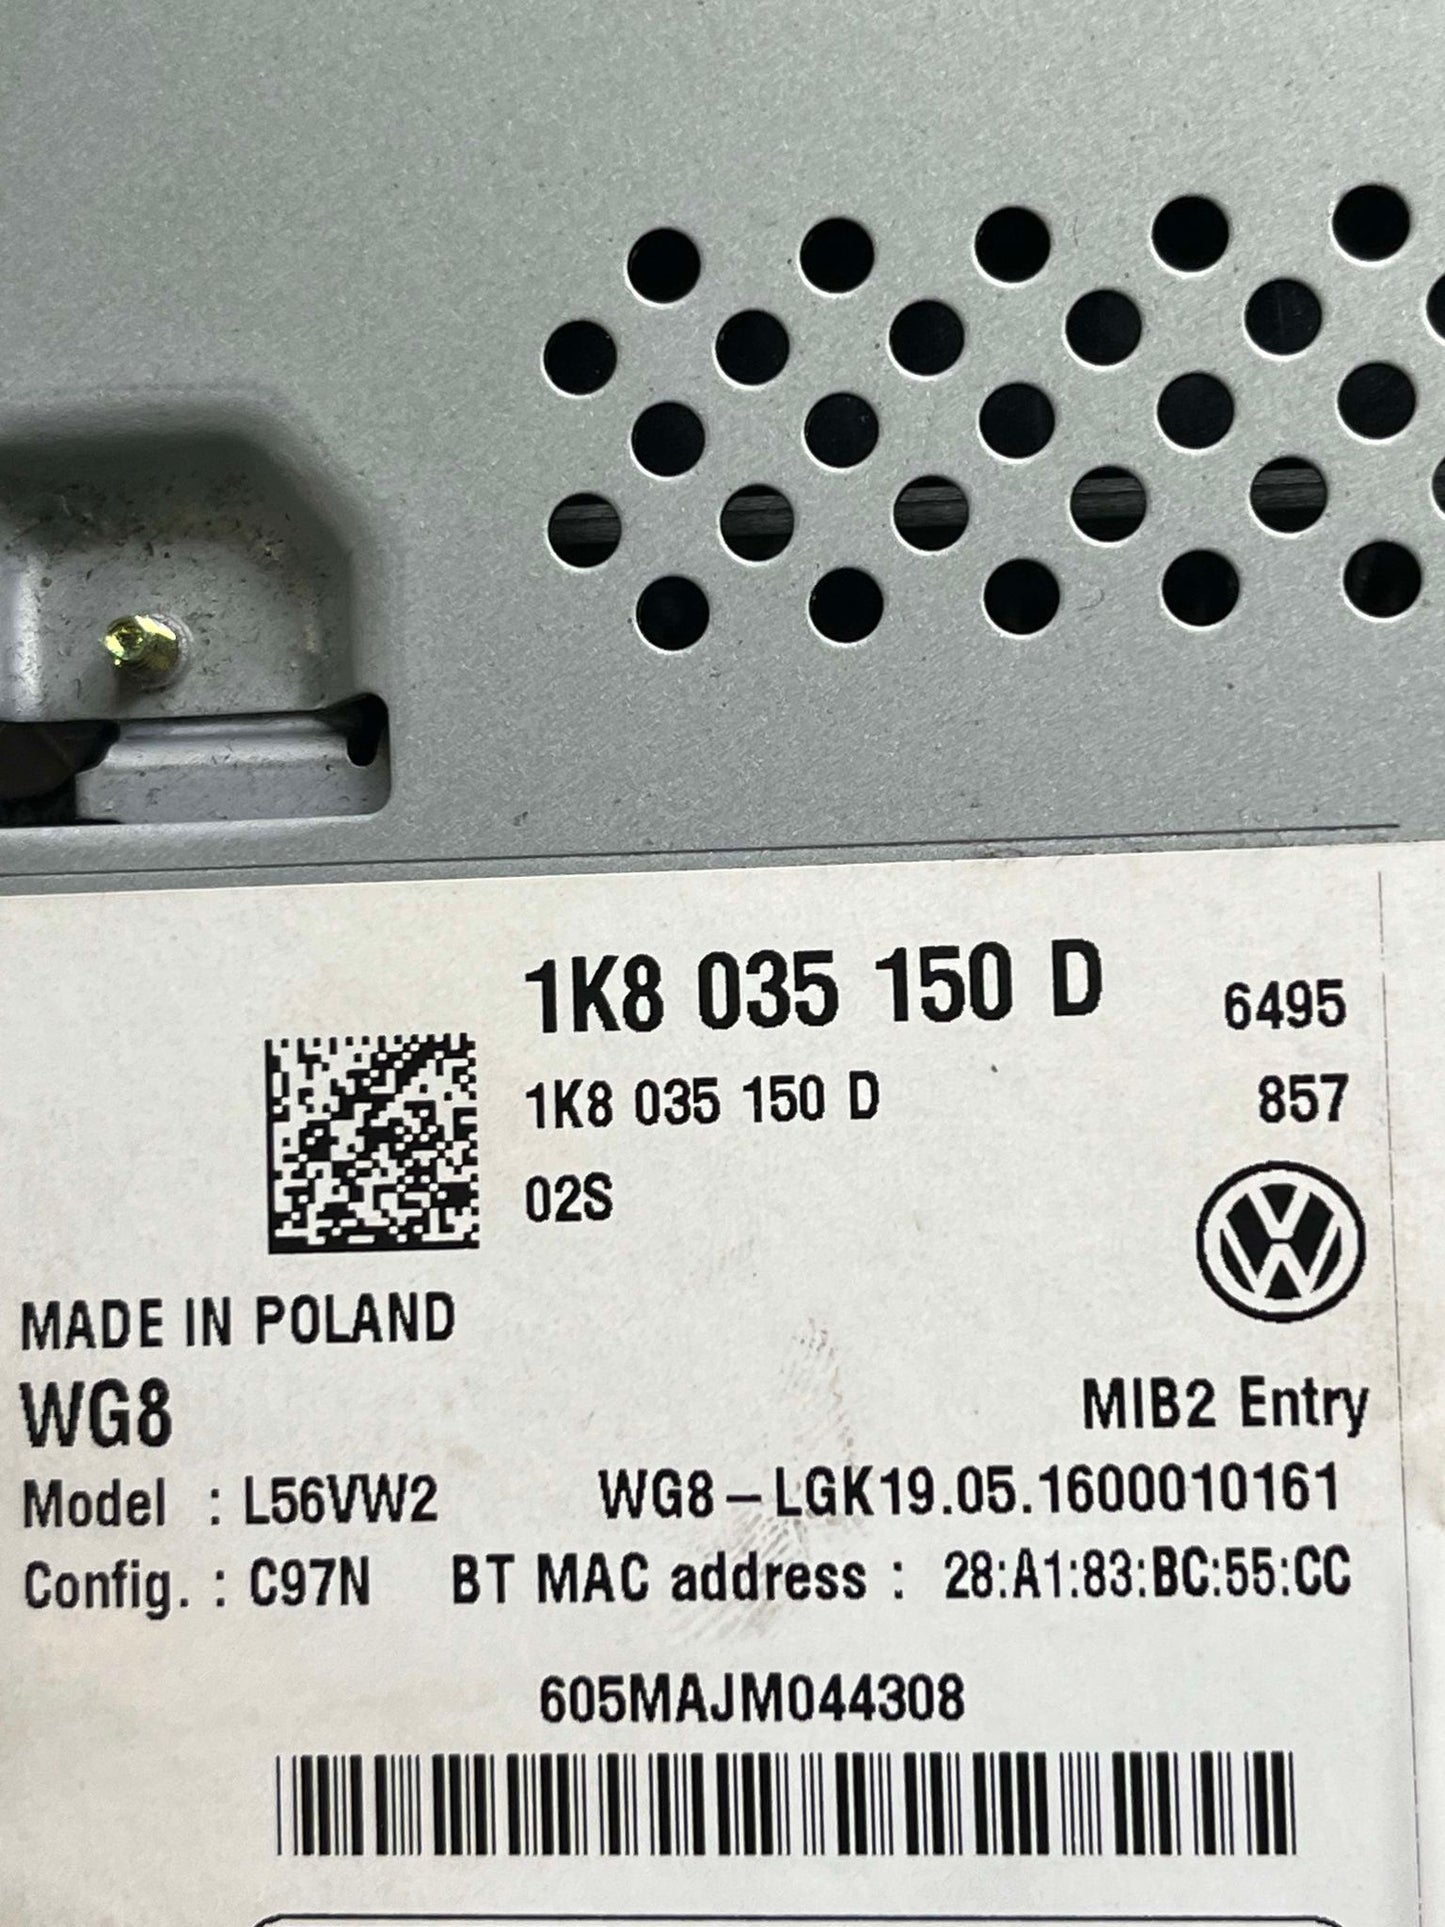 1K8 035 150 D 6495
1K8 035 150 D 857
02S
MADE IN POLAND
WG8 MIB2 Entry
Model : L56VW2 WG8-LGK19.05.1600010161
Config. : C97N BT MAC address : 28:A1:83:BC:55:CC
605MAJM044308